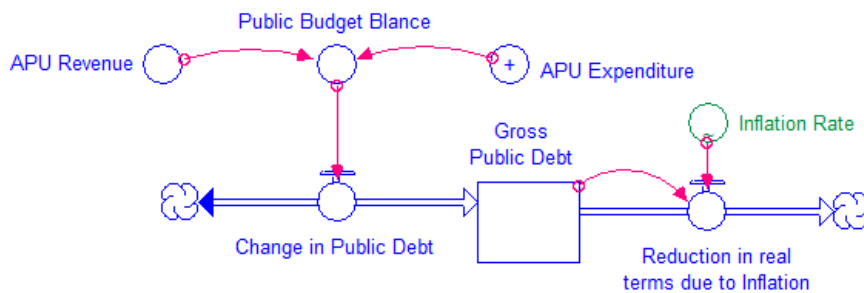 Public Budget Blance
APU Revenue
+
APU Expenditure
Inflation Rate
~
Gross
Public Debt
Change in Public Debt
Reduction in real
terms due to Inflation